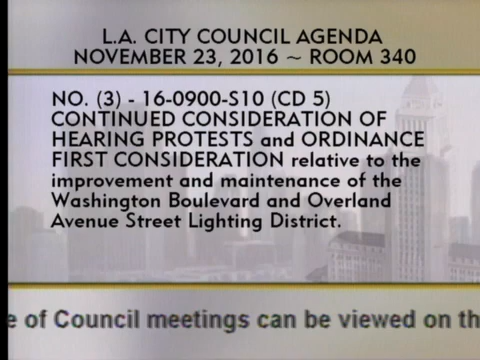 L.A. CITY COUNCIL AGENDA
NOVEMBER 23, 2016 ~ ROOM 340
NO. (3) - 16-0900-S10 (CD 5)
CONTINUED CONSIDERATION OF
HEARING PROTESTS and ORDINANCE
FIRST CONSIDERATION relative to the
improvement and maintenance of the
Washington Boulevard and Overland
Avenue Street Lighting District.
of Council meetings can be viewed on